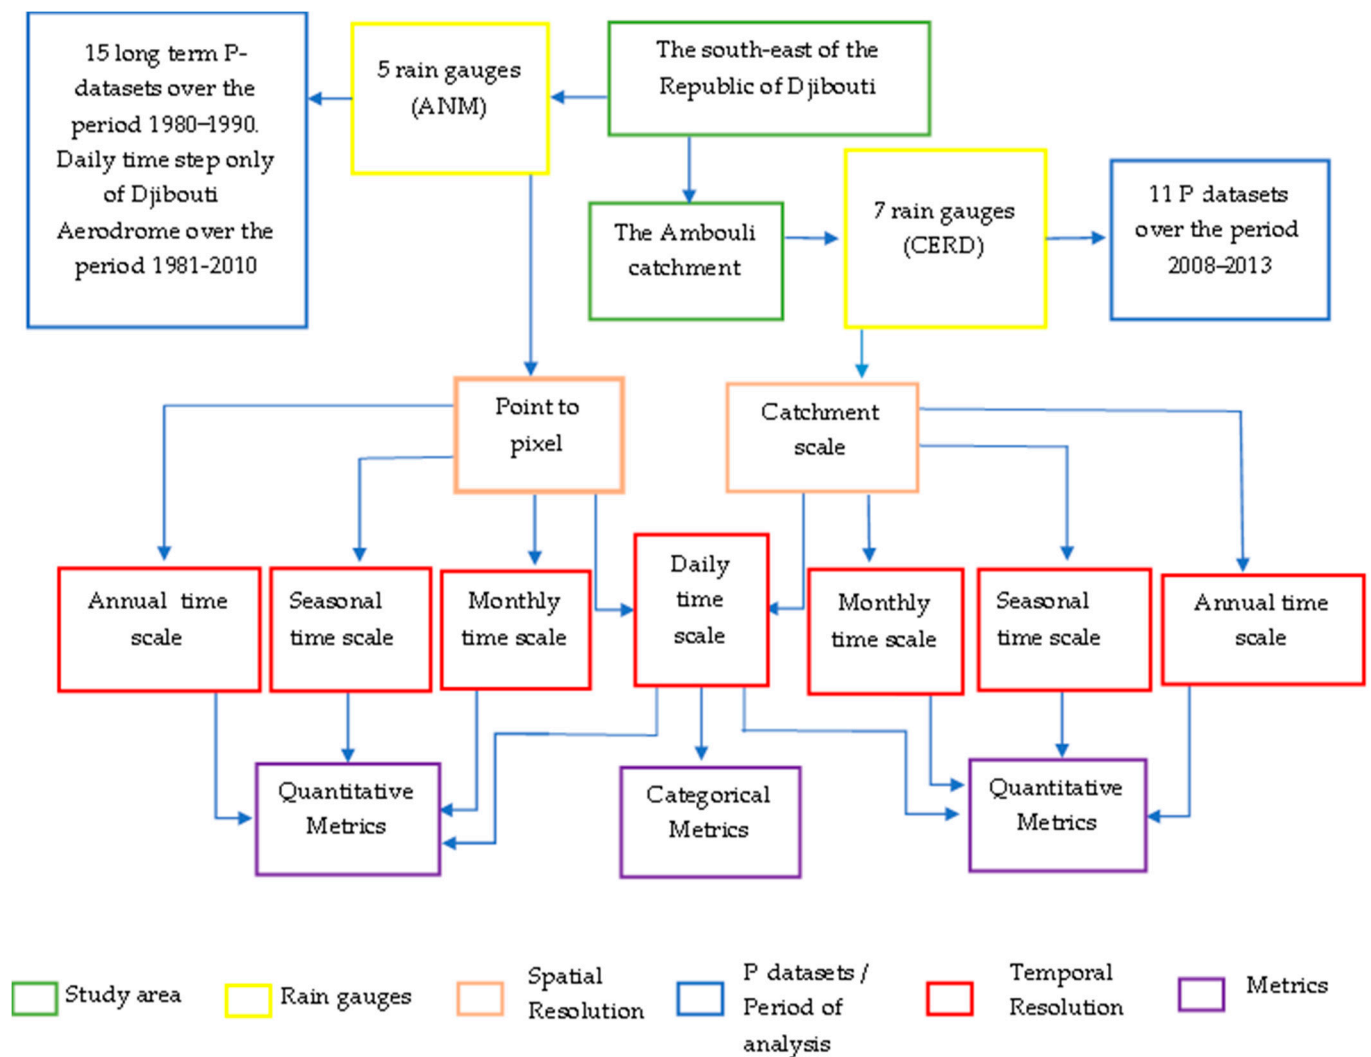 15 long term P-
datasets over the
period 1980–1990.
Daily time step only
of Djibouti
Aerodrome over the
period 1981-2010
5 rain gauges
(ANM)
The south-east of the
Republic of Djibouti
The Ambouli
catchment
7 rain gauges
(CERD)
11 P datasets
over the period
2008–2013
Point to
pixel
Catchment
scale
Annual time
scale
Seasonal
time scale
Monthly
time scale
Daily
time
scale
Monthly
time scale
Seasonal
time scale
Annual time
scale
Quantitative
Metrics
Categorical
Metrics
Quantitative
Metrics
Study area
Rain gauges
Spatial
Resolution
P datasets /
Period of
analysis
Temporal
Resolution
Metrics